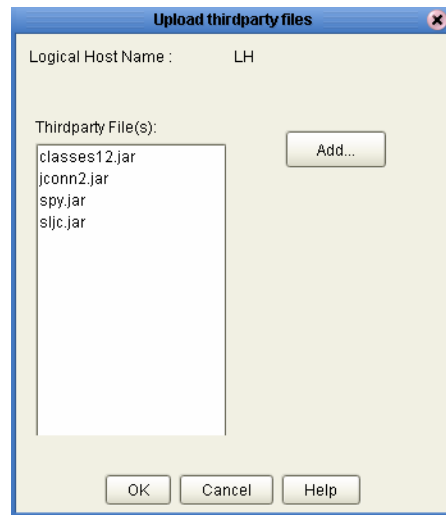 Upload thirdparty files
Logical Host Name : LH
Thirdparty File(s):
Add...
classes12.jar
jconn2.jar
spy.jar
sljc.jar
OK Cancel Help